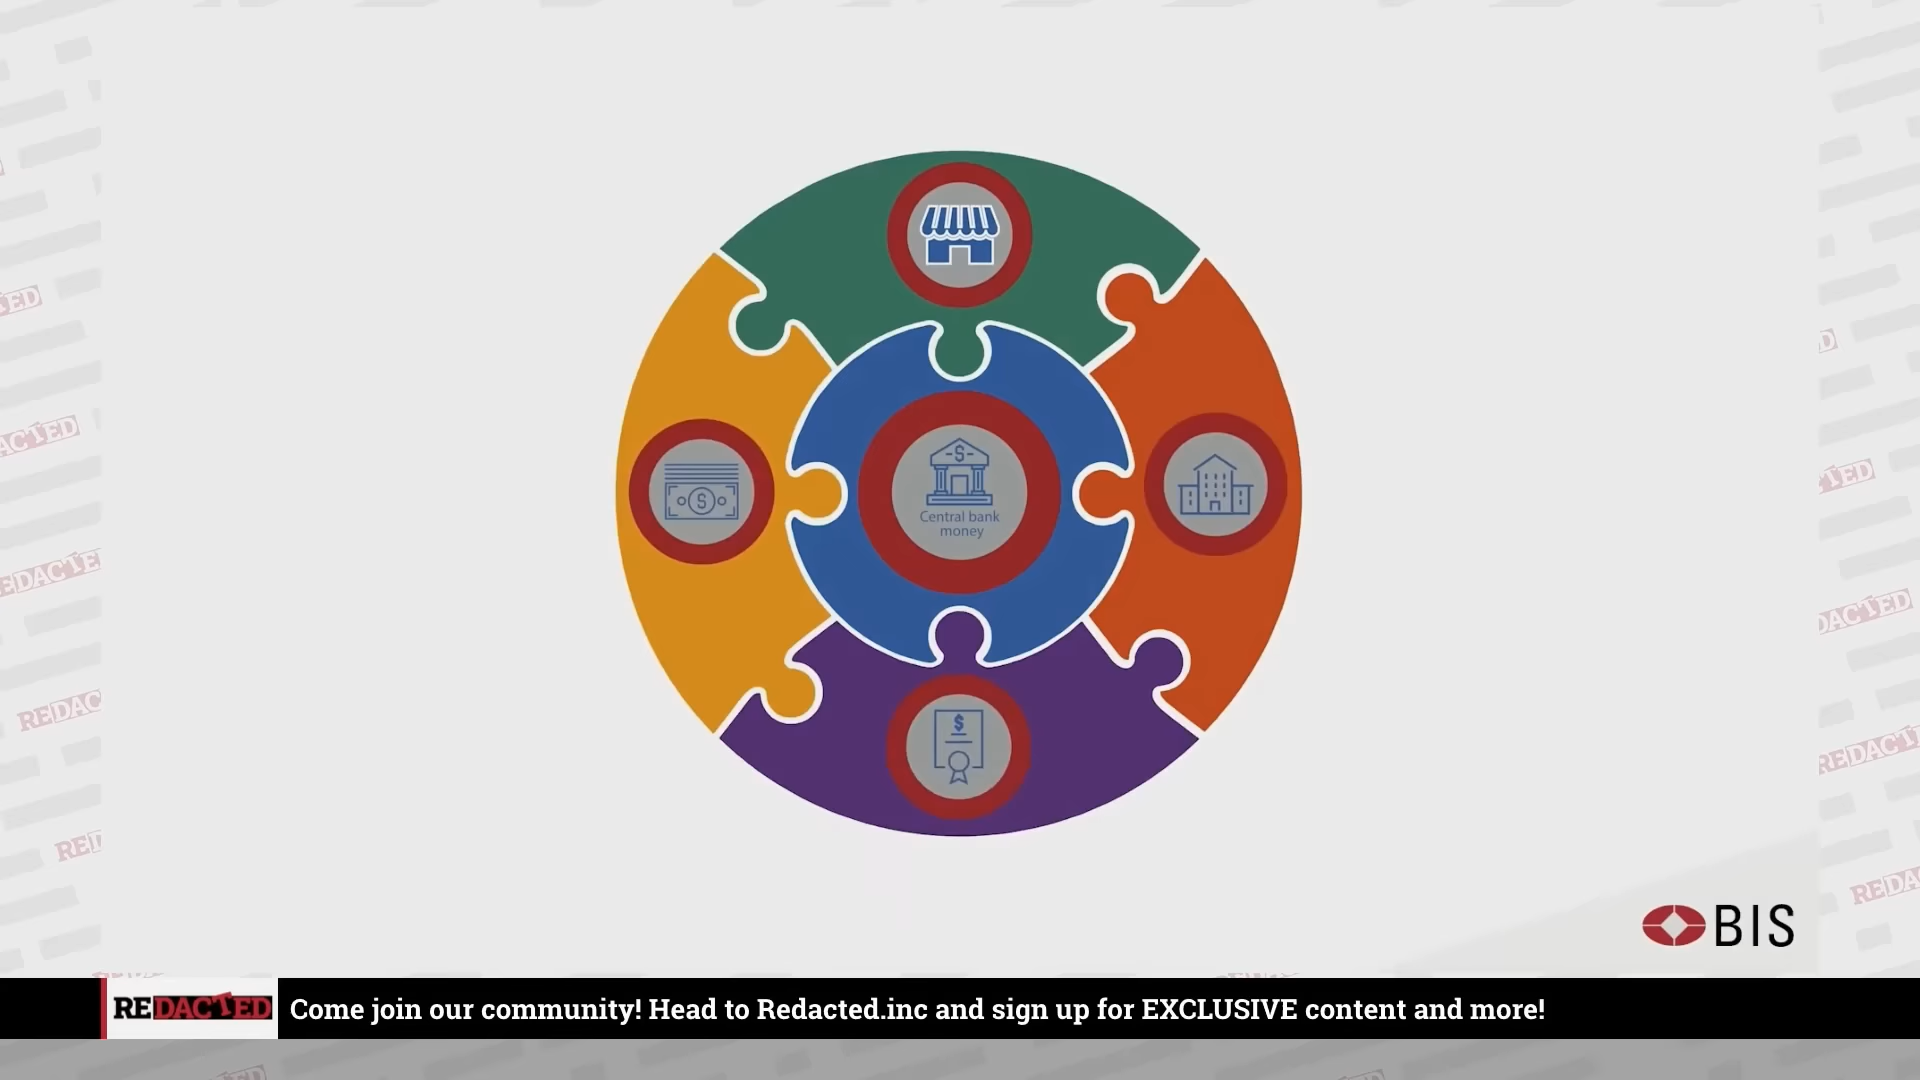 $
Central bank
money
$
$
BIS
REDACTED
Come join our community! Head to Redacted.inc and sign up for EXCLUSIVE content and more!